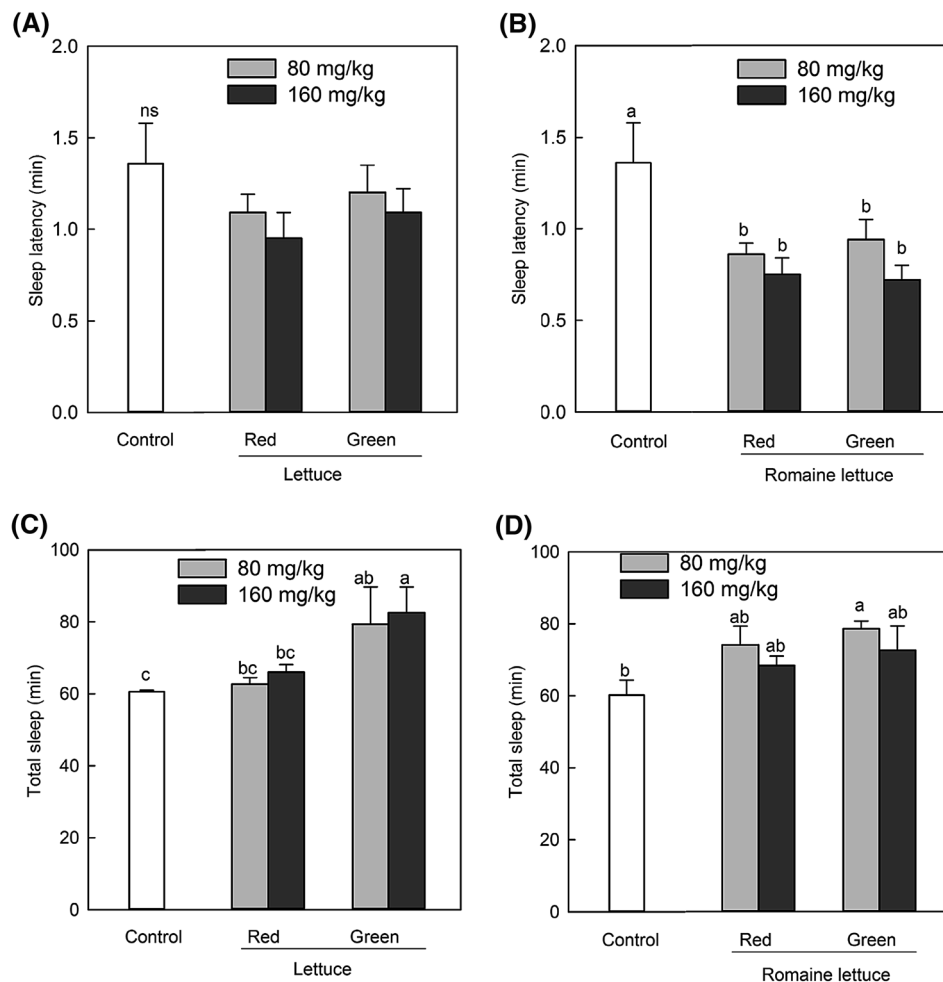 (A)
2.0
1.5
1.0
0.5
0.0
Sleep latency (min)
80 mg/kg
160 mg/kg
ns
Control
Red
Green
Lettuce
(B)
2.0
1.5
1.0
0.5
0.0
Sleep latency (min)
80 mg/kg
160 mg/kg
a
b
b
b
b
Control
Red
Green
Romaine lettuce
(C)
100
80
60
40
20
0
Total sleep (min)
80 mg/kg
160 mg/kg
c
bc
bc
ab
a
Control
Red
Green
Lettuce
(D)
100
80
60
40
20
0
Total sleep (min)
80 mg/kg
160 mg/kg
b
ab
ab
a
ab
Control
Red
Green
Romaine lettuce